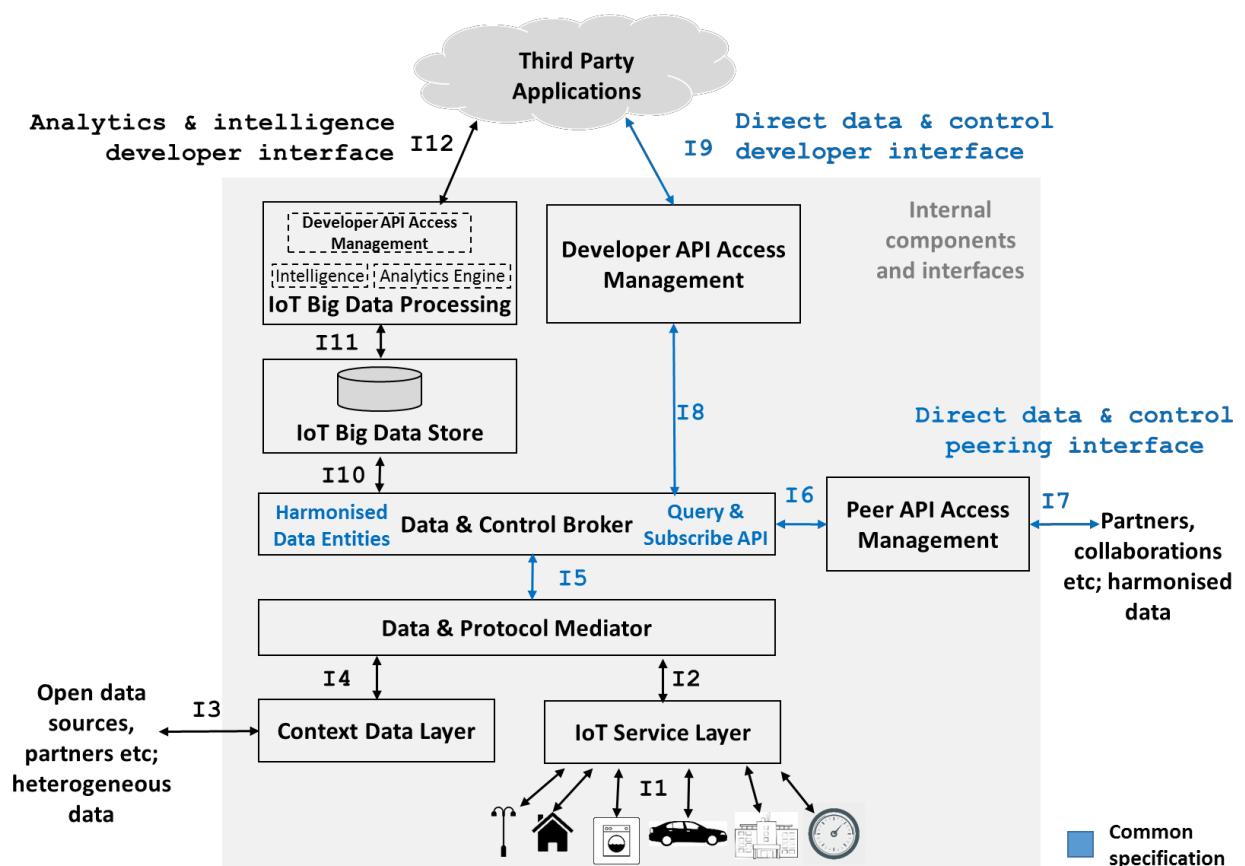 Third Party
Applications
Analytics & intelligence
developer interface
I12
I9
Direct data & control
developer interface
Internal
components
and interfaces
Developer API Access
Management
Intelligence
Analytics Engine
IoT Big Data Processing
Developer API Access
Management
I11
IoT Big Data Store
I8
Direct data & control
peering interface
I10
Harmonised
Data Entities
Data & Control Broker
Query &
Subscribe API
I6
Peer API Access
Management
I7
Partners,
collaborations
etc; harmonised
data
I5
Data & Protocol Mediator
I4
I2
Open data
sources,
partners etc;
heterogeneous
data
I3
Context Data Layer
IoT Service Layer
I1
Common
specification